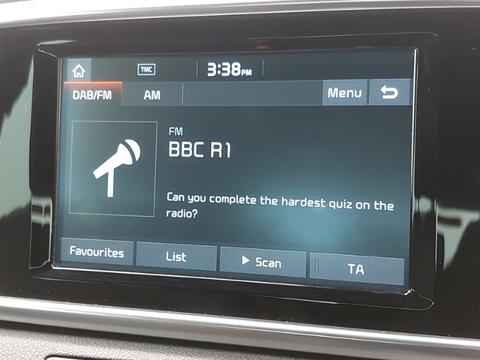 TMC
3:38PM
DAB/FM
AM
Menu
FM
BBC R1
Can you complete the hardest quiz on the
radio?
Favourites
List
Scan
TA